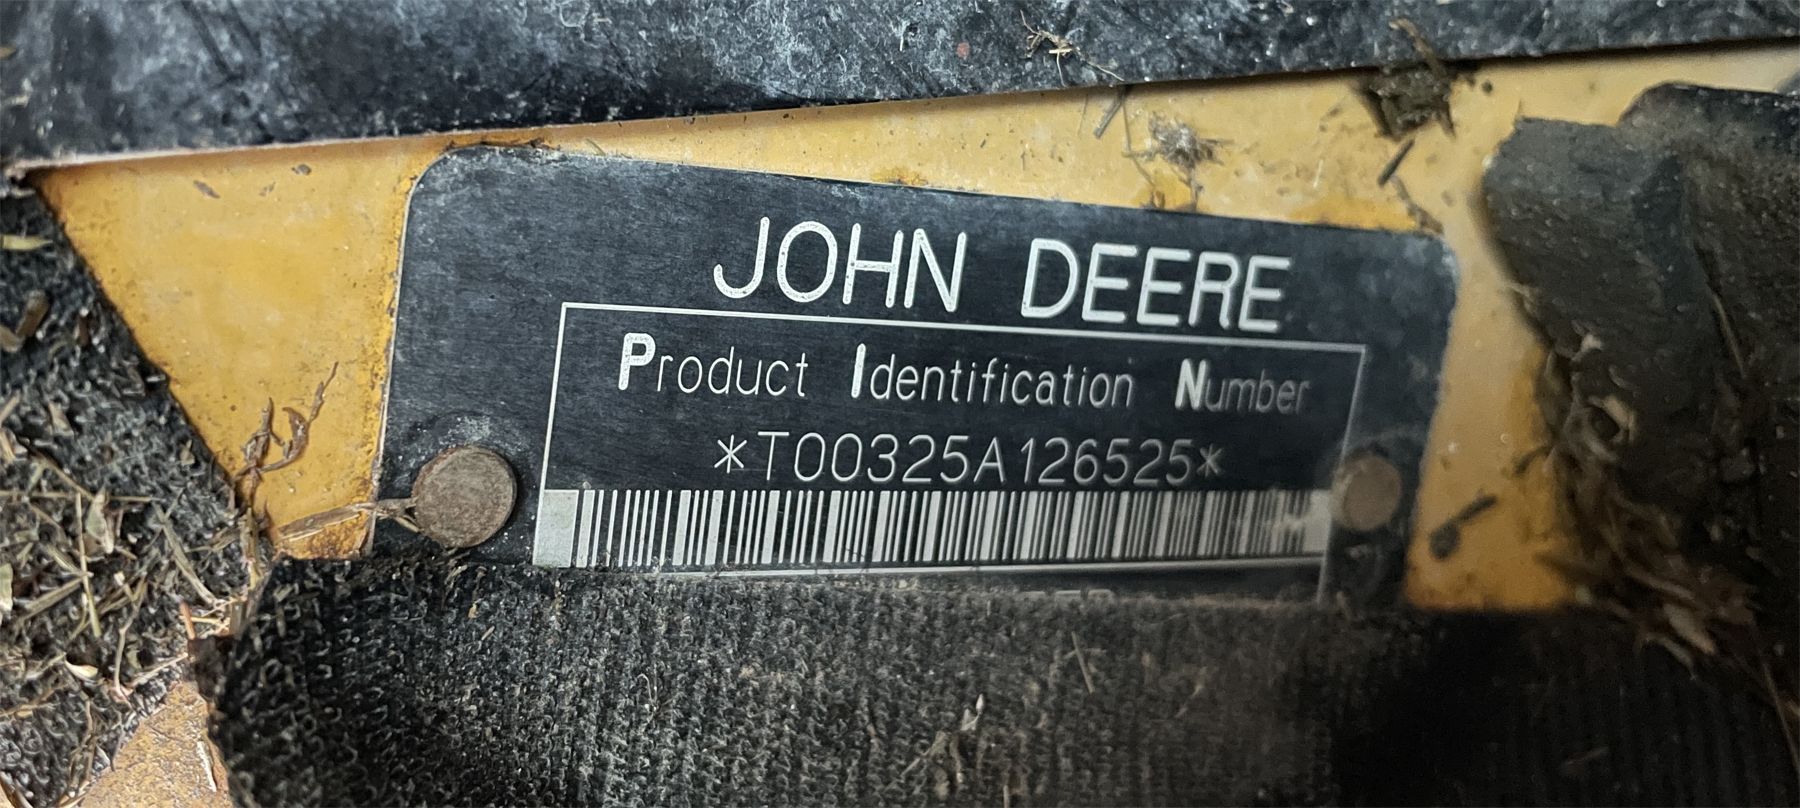 JOHN DEERE
Product Identification Number
*T00325A126525*